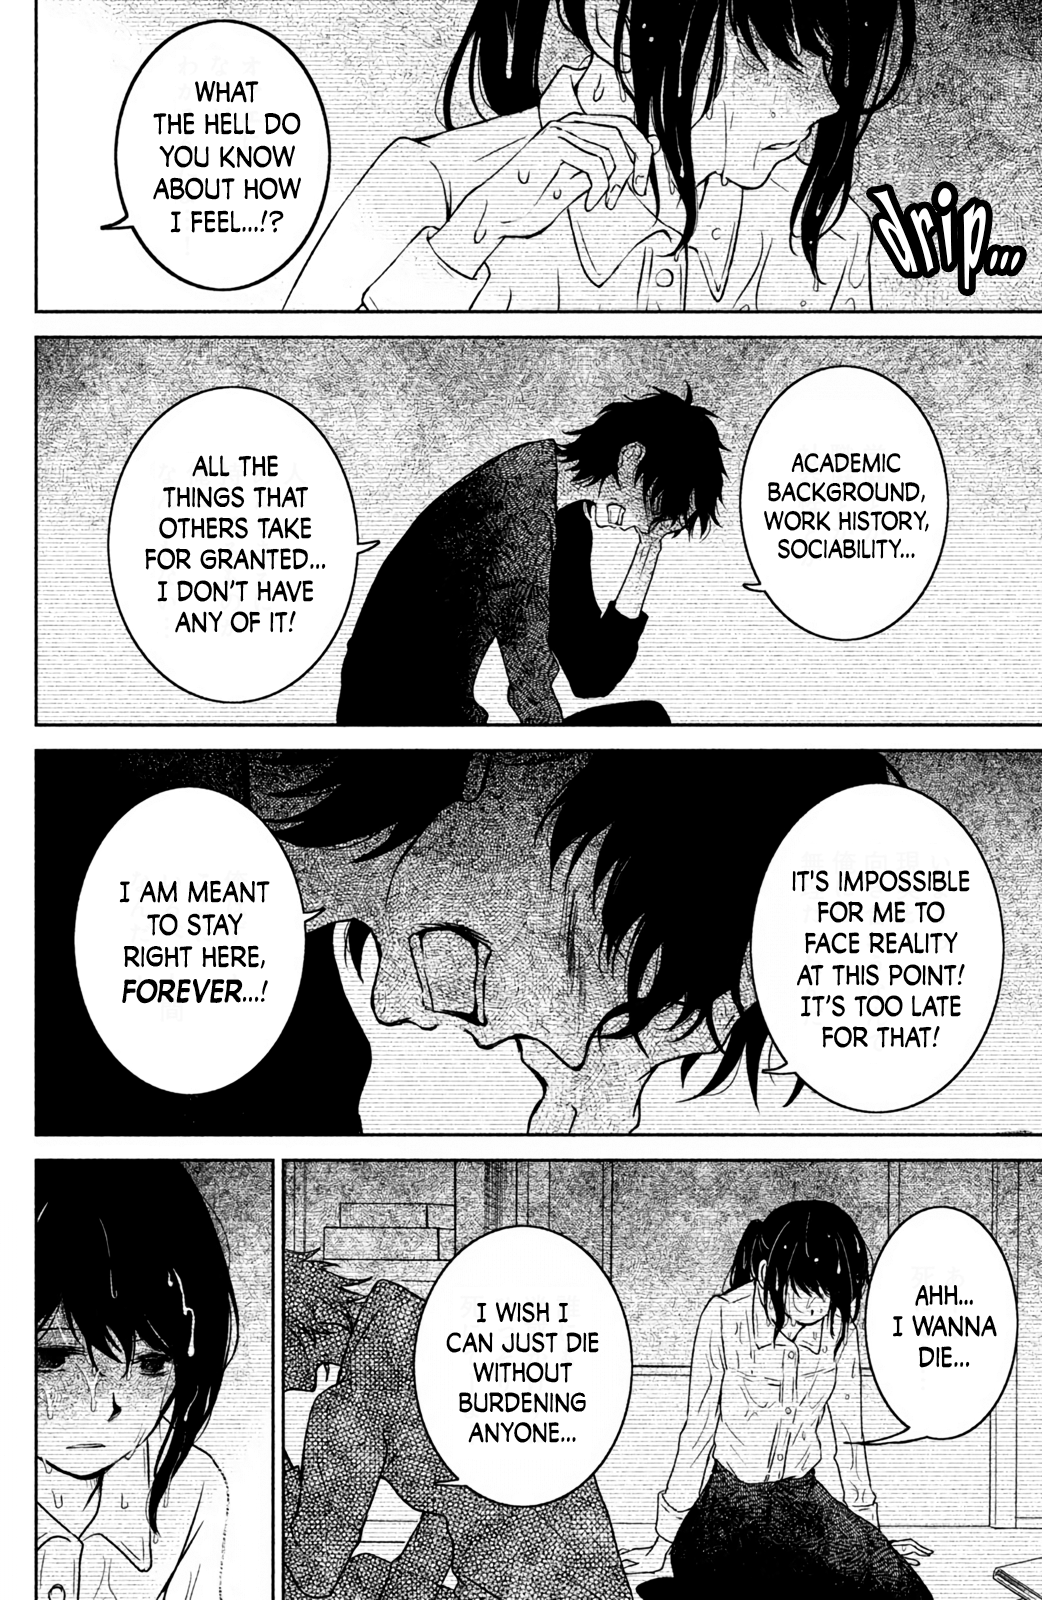 WHAT
THE HELL DO
YOU KNOW
ABOUT HOW
I FEEL...!?
drip...
ACADEMIC
BACKGROUND,
WORK HISTORY,
SOCIABILITY...
ALL THE
THINGS THAT
OTHERS TAKE
FOR GRANTED...
I DON'T HAVE
ANY OF IT!
IT'S IMPOSSIBLE
FOR ME TO
FACE REALITY
AT THIS POINT!
IT'S TOO LATE
FOR THAT!
I AM MEANT
TO STAY
RIGHT HERE,
FOREVER...!
AHH...
I WANNA
DIE...
I WISH I
CAN JUST DIE
WITHOUT
BURDENING
ANYONE...